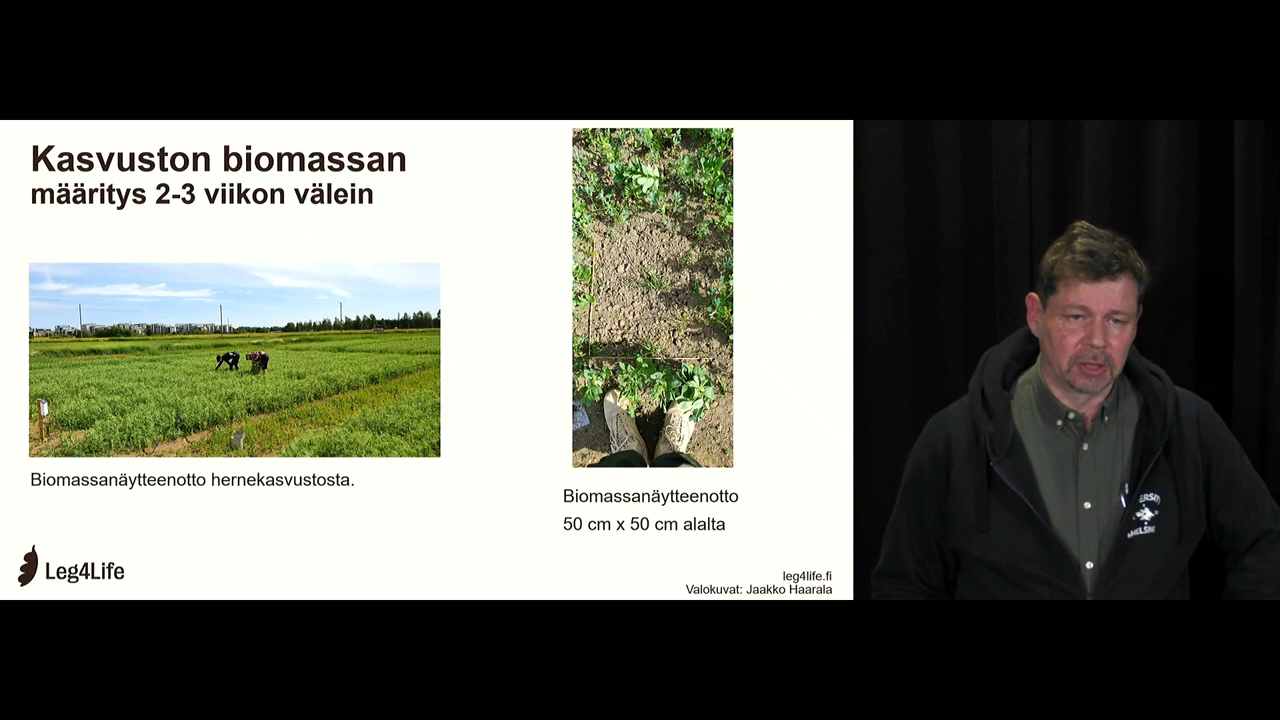 Kasvuston biomassan
määritys 2-3 viikon välein
Biomassanäytteenotto hernekasvustosta.
Biomassanäytteenotto
50 cm x 50 cm alalta
Leg4Life
leg4life.fi
Valokuvat: Jaakko Haarala